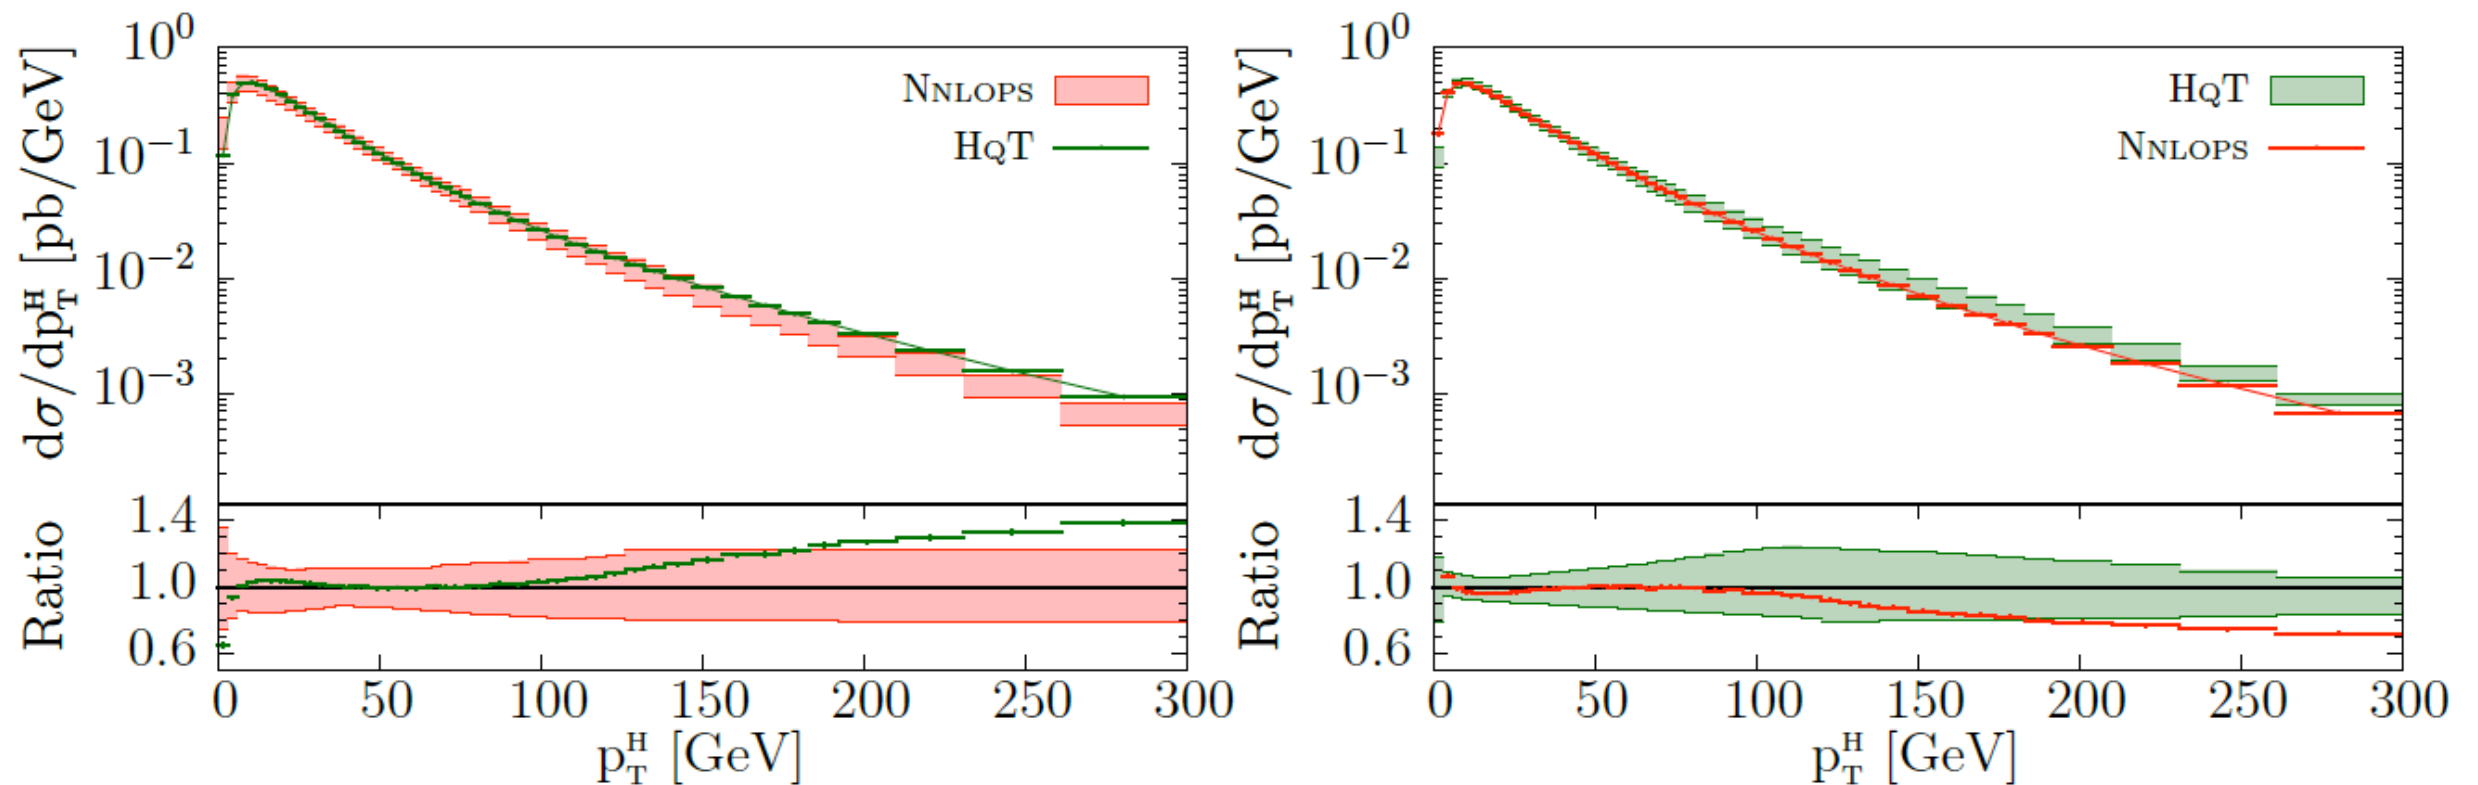 dσ/dp_T^H [pb/GeV]
10^0
10^−1
10^−2
10^−3
NNLOPS
HQT
Ratio
1.4
1.0
0.6
0 50 100 150 200 250 300
p_T^H [GeV]
dσ/dp_T^H [pb/GeV]
10^0
10^−1
10^−2
10^−3
HQT
NNLOPS
Ratio
1.4
1.0
0.6
0 50 100 150 200 250 300
p_T^H [GeV]